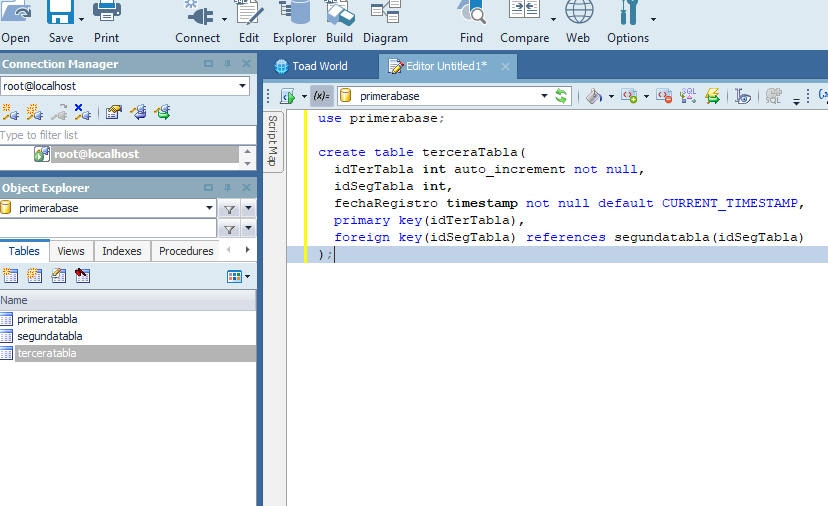 Open Save Print Connect Edit Explorer Build Diagram Find Compare Web Options
Connection Manager
root@localhost
Type to filter list
root@localhost
Object Explorer
primerabase
Tables Views Indexes Procedures
Name
primeratabla
segundatabla
terceratabla
Toad World Editor Untitled1*
(x)= primerabase SQL SQL
Script Map
use primerabase;
create table terceraTabla(
idTerTabla int auto_increment not null,
idSegTabla int,
fechaRegistro timestamp not null default CURRENT_TIMESTAMP,
primary key(idTerTabla),
foreign key(idSegTabla) references segundatabla(idSegTabla)
);